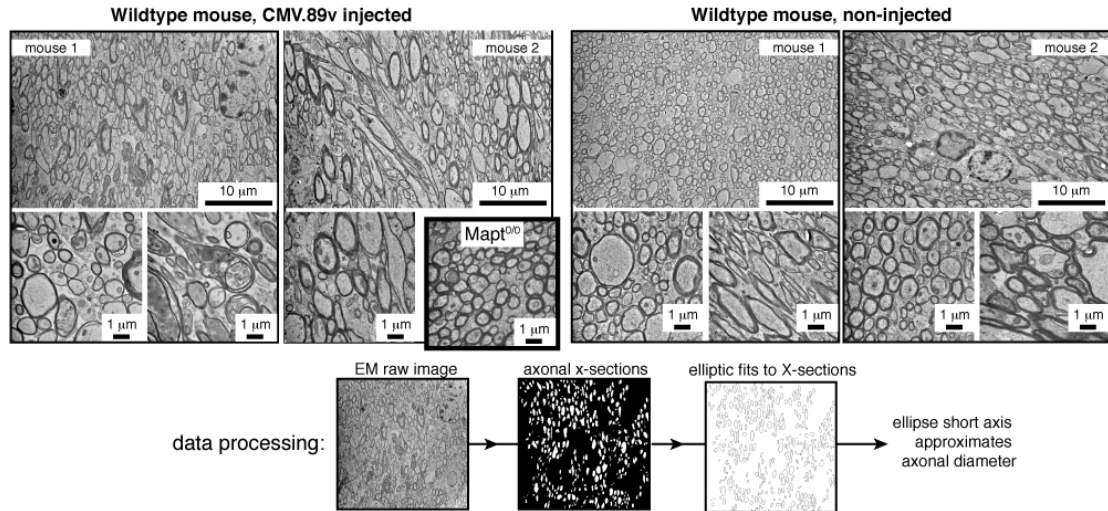 Wildtype mouse, CMV.89v injected
Wildtype mouse, non-injected
mouse 1
mouse 2
mouse 1
mouse 2
10 µm
10 µm
10 µm
10 µm
Mapt0/0
1 µm
1 µm
1 µm
1 µm
1 µm
1 µm
1 µm
1 µm
EM raw image
axonal x-sections
elliptic fits to X-sections
data processing:
ellipse short axis
approximates
axonal diameter